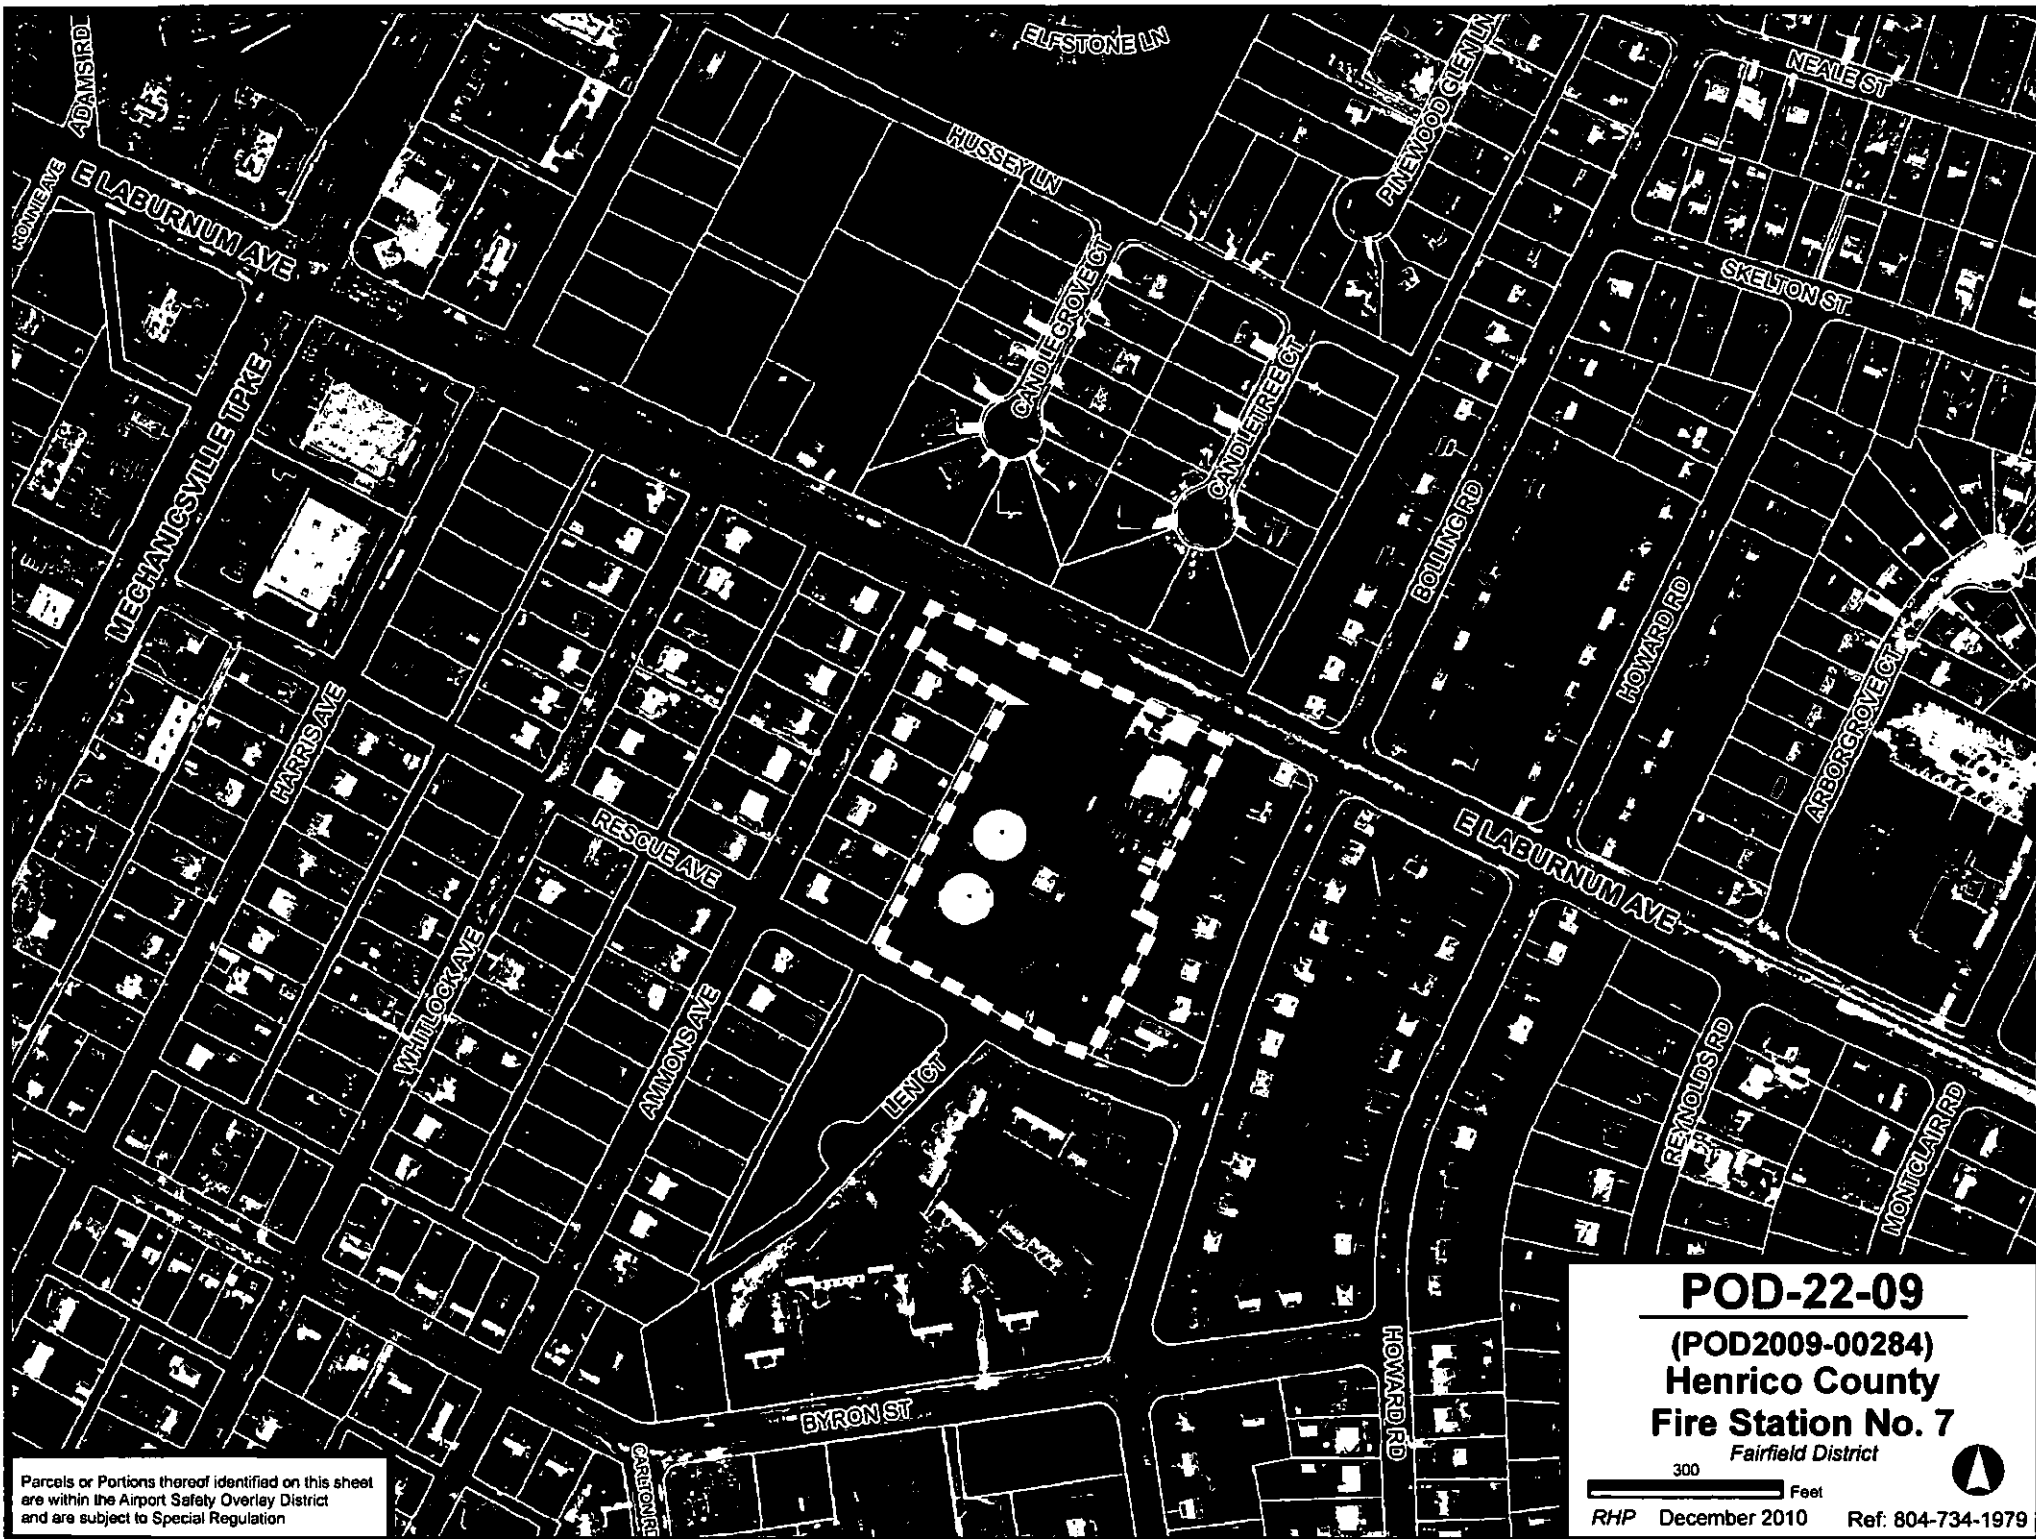 ELFSTONE LN
ADAMS RD
PINEWOOD GLEN LN
NEALE ST
HUSSEY LN
RONNIE AVE
E LABURNUM AVE
SKELTON ST
CANDLEGROVE CT
CANDLETREE CT
MECHANICSVILLE TPKE
BOLLING RD
HOWARD RD
ARBORGROVE CT
HARRIS AVE
RESCUE AVE
E LABURNUM AVE
WHITLOCK AVE
AMMONS AVE
LEN CT
REYNOLDS RD
MONTCLAIR RD
BYRON ST
HOWARD RD
POD-22-09
(POD2009-00284)
Henrico County
Fire Station No. 7
Fairfield District
300
Feet
RHP December 2010 Ref: 804-734-1979
Parcels or Portions thereof identified on this sheet
are within the Airport Safety Overlay District
and are subject to Special Regulation